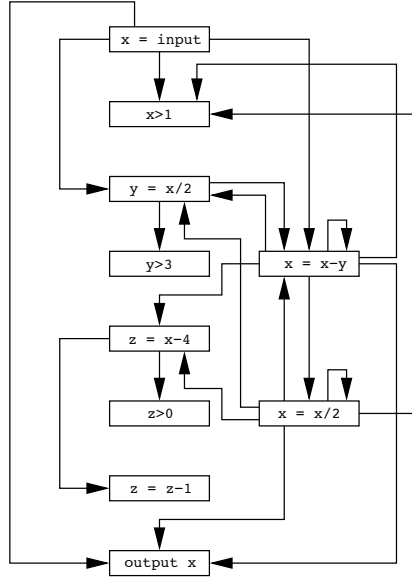 x = input
x>1
y = x/2
y>3
x = x-y
z = x-4
z>0
x = x/2
z = z-1
output x